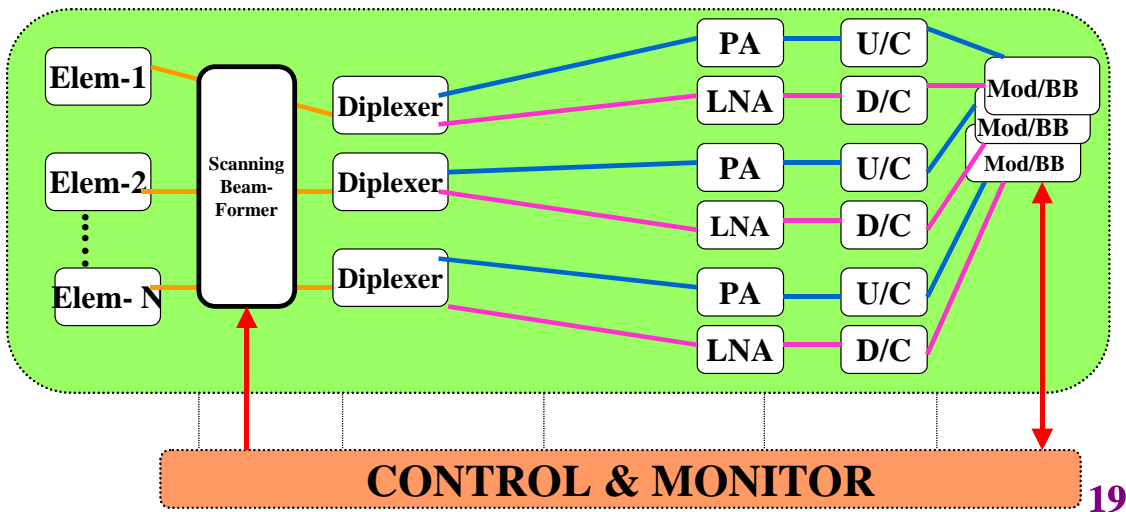 Elem-1
Elem-2
Elem- N
Scanning
Beam-
Former
Diplexer
Diplexer
Diplexer
PA
U/C
LNA
D/C
PA
U/C
LNA
D/C
PA
U/C
LNA
D/C
Mod/BB
Mod/BB
Mod/BB
CONTROL & MONITOR
19